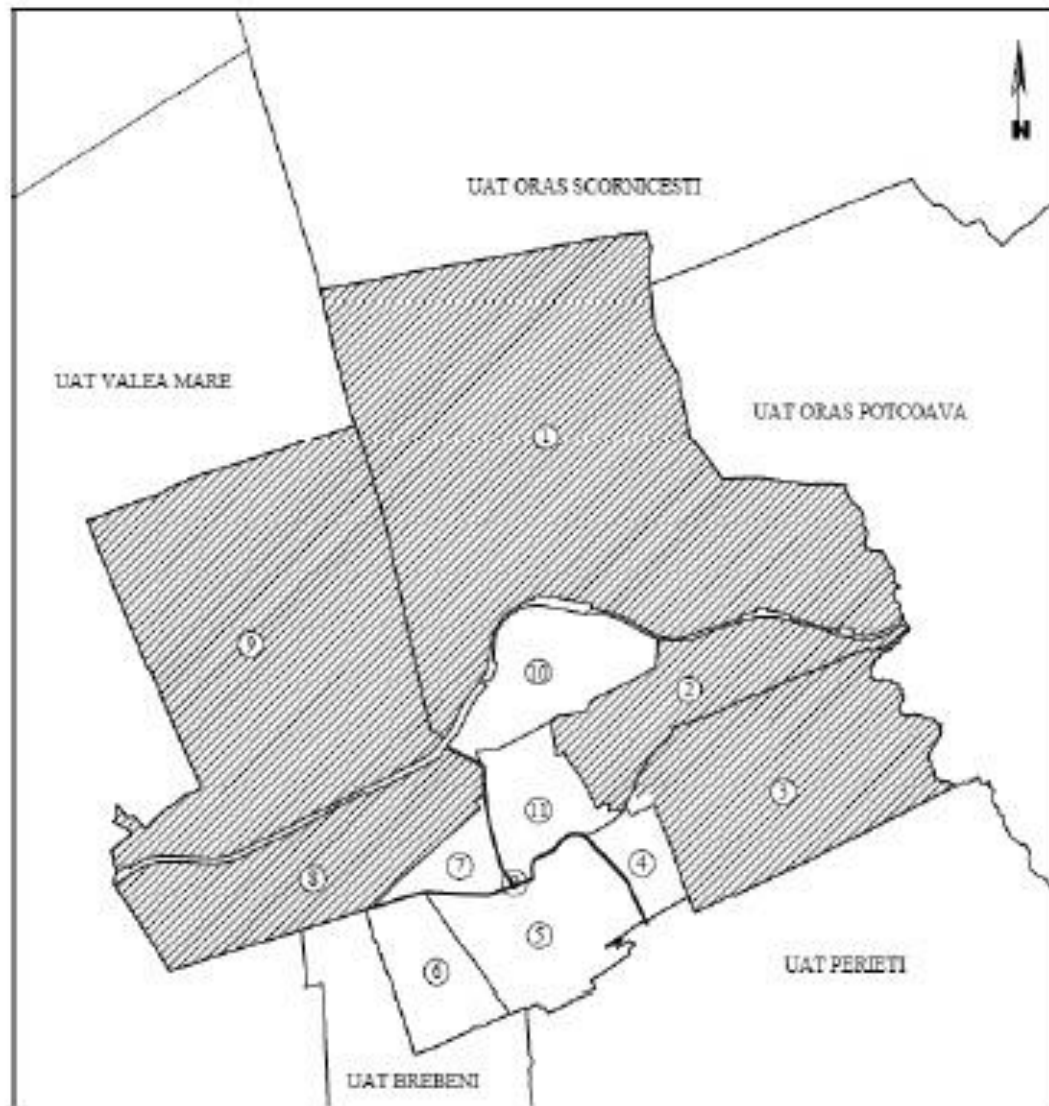 N
UAT ORAS SCORNICESTI
UAT VALEA MARE
UAT ORAS POTCOAVA
1
9
10
2
3
11
7
4
8
5
6
UAT PERIETI
UAT BREBENI